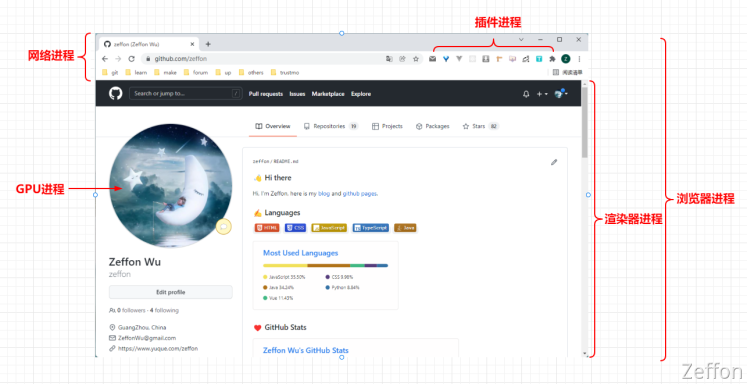 插件进程
网络进程
zeffon (Zeffon Wu)
github.com/zeffon
git learn make forum up others trustmo
阅读清单
Search or jump to... /
Pull requests Issues Marketplace Explore
Overview Repositories 19 Projects Packages Stars 62
zeffon / README.md
Hi there
Hi, I'm Zeffon, here is my blog and github pages.
GPU进程
浏览器进程
渲染器进程
Languages
HTML CSS JavaScript TypeScript Java
Most Used Languages
JavaScript 35.50% CSS 9.98%
Java 34.24% Python 8.84%
Vue 11.43%
Zeffon Wu
zeffon
Edit profile
0 followers · 4 following
GuangZhou, China
ZeffonWu@gmail.com
https://www.yuque.com/zeffon
GitHub Stats
Zeffon Wu's GitHub Stats
Zeffon